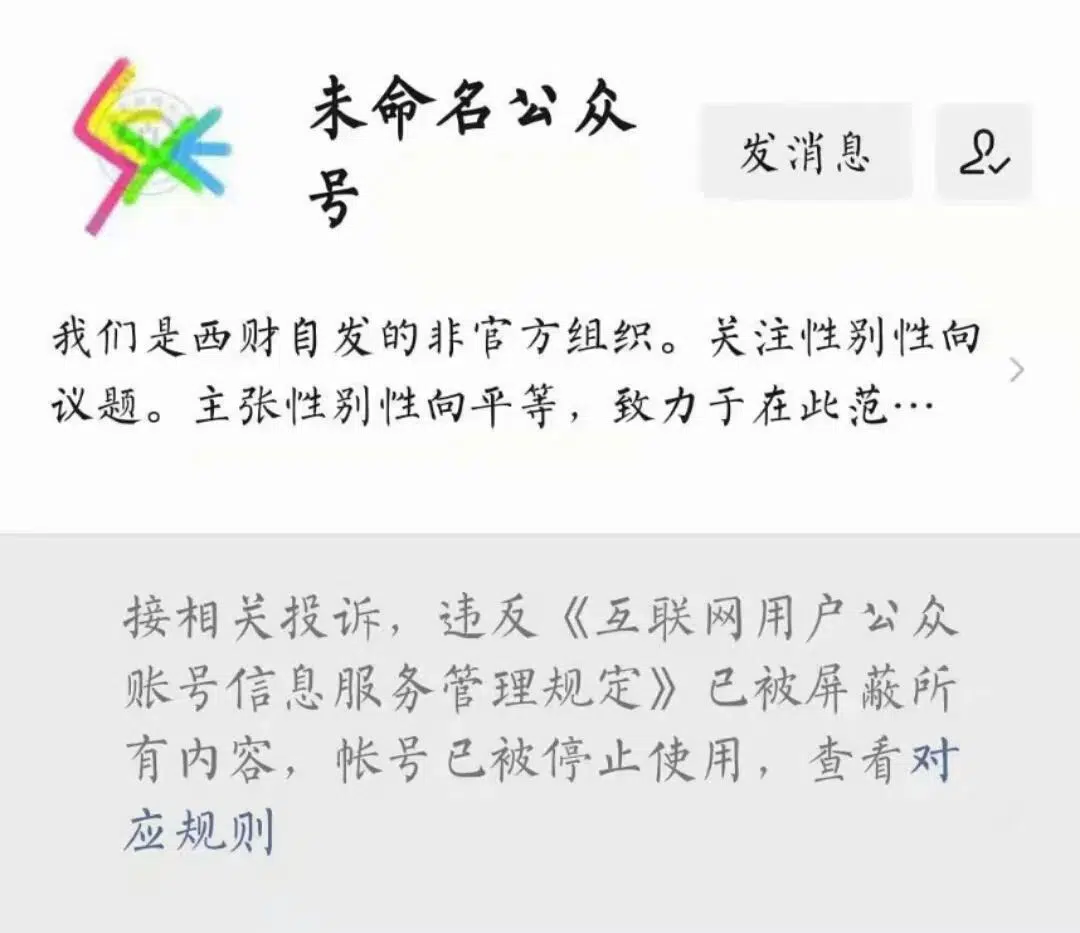 未命名公众
号
发消息
我们是西财自发的非官方组织。关注性别性向
议题。主张性别性向平等，致力于在此范…
接相关投诉，违反《互联网用户公众
账号信息服务管理规定》已被屏蔽所
有内容，帐号已被停止使用，查看对
应规则